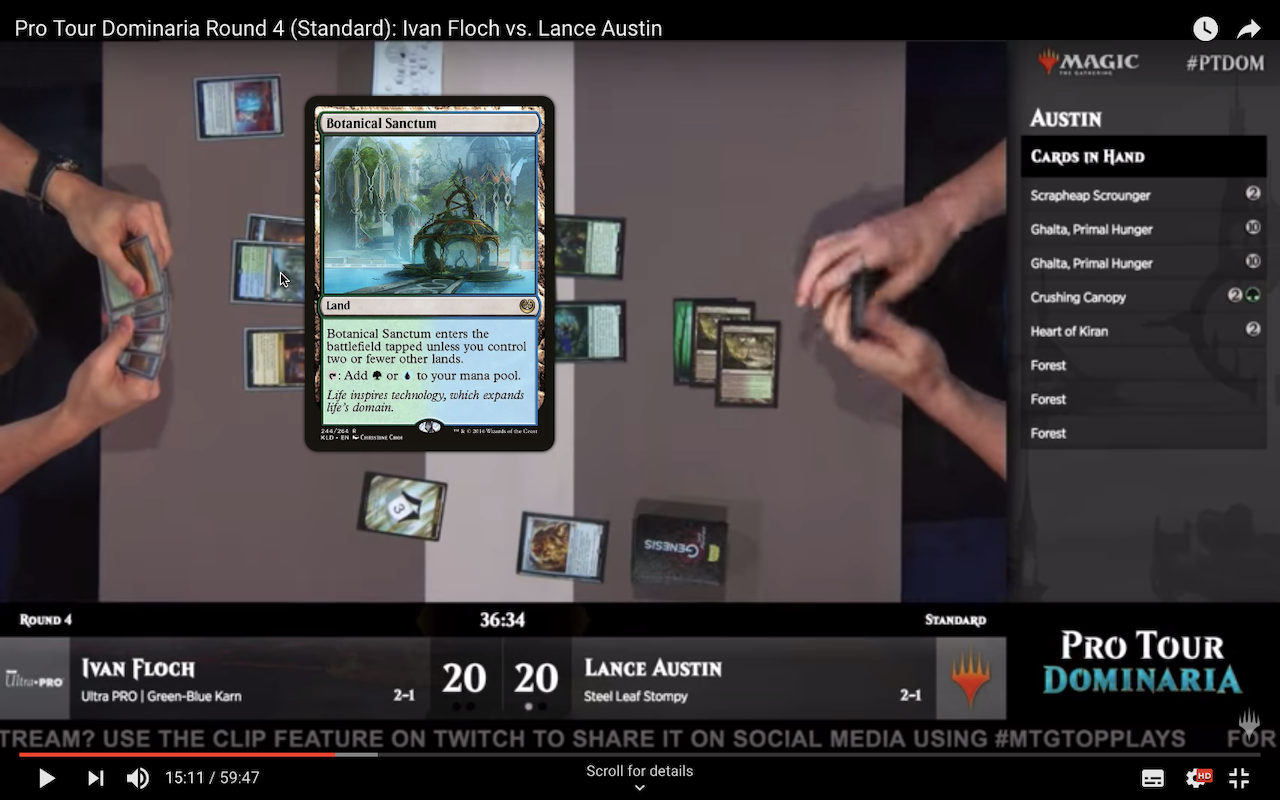 Pro Tour Dominaria Round 4 (Standard): Ivan Floch vs. Lance Austin
MAGIC
THE GATHERING
#PTDOM
AUSTIN
CARDS IN HAND
Scrapheap Scrounger 2
Ghalta, Primal Hunger 10
Ghalta, Primal Hunger 10
Crushing Canopy 2
Heart of Kiran 2
Forest
Forest
Forest
Botanical Sanctum
Land
Botanical Sanctum enters the
battlefield tapped unless you control
two or fewer other lands.
: Add or to your mana pool.
Life inspires technology, which expands
life's domain.
244/264 R
KLD • EN Christine Choi
™ & © 2016 Wizards of the Coast
3
GENESIS
ROUND 4
36:34
STANDARD
Ultra•PRO
IVAN FLOCH
Ultra PRO | Green-Blue Karn
2-1
20
20
LANCE AUSTIN
Steel Leaf Stompy
2-1
PRO TOUR
DOMINARIA
TREAM? USE THE CLIP FEATURE ON TWITCH TO SHARE IT ON SOCIAL MEDIA USING #MTGTOPPLAYS FOR
15:11 / 59:47
Scroll for details
HD